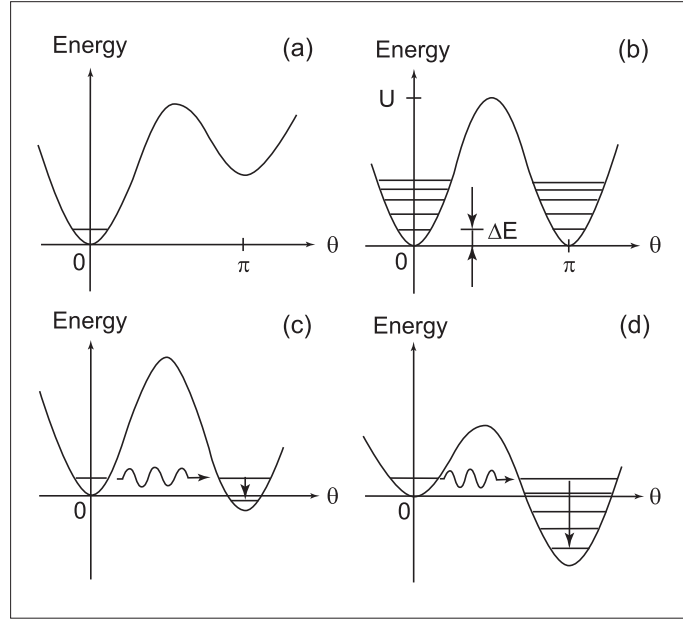 Energy (a)
0 π θ
Energy (b)
U
ΔE
0 π θ
Energy (c)
0 θ
Energy (d)
0 θ